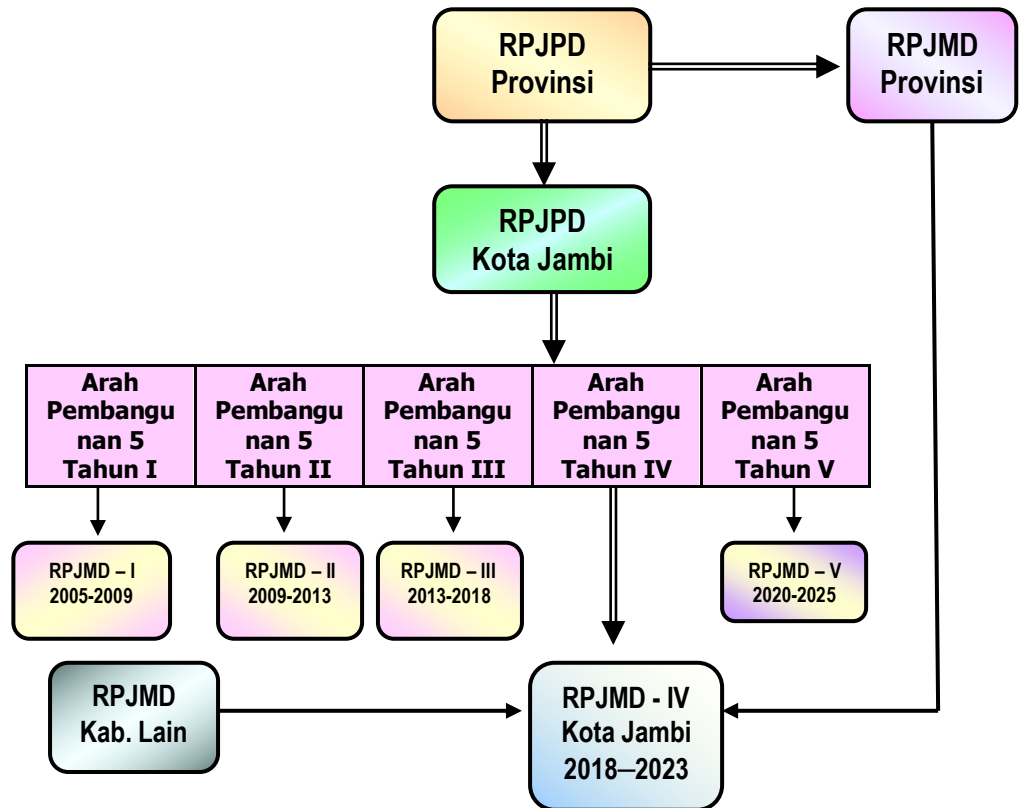 RPJPD
Provinsi
RPJMD
Provinsi
RPJPD
Kota Jambi
Arah
Pembangu
nan 5
Tahun I
Arah
Pembangu
nan 5
Tahun II
Arah
Pembangu
nan 5
Tahun III
Arah
Pembangu
nan 5
Tahun IV
Arah
Pembangu
nan 5
Tahun V
RPJMD – I
2005-2009
RPJMD – II
2009-2013
RPJMD – III
2013-2018
RPJMD – V
2020-2025
RPJMD
Kab. Lain
RPJMD - IV
Kota Jambi
2018–2023